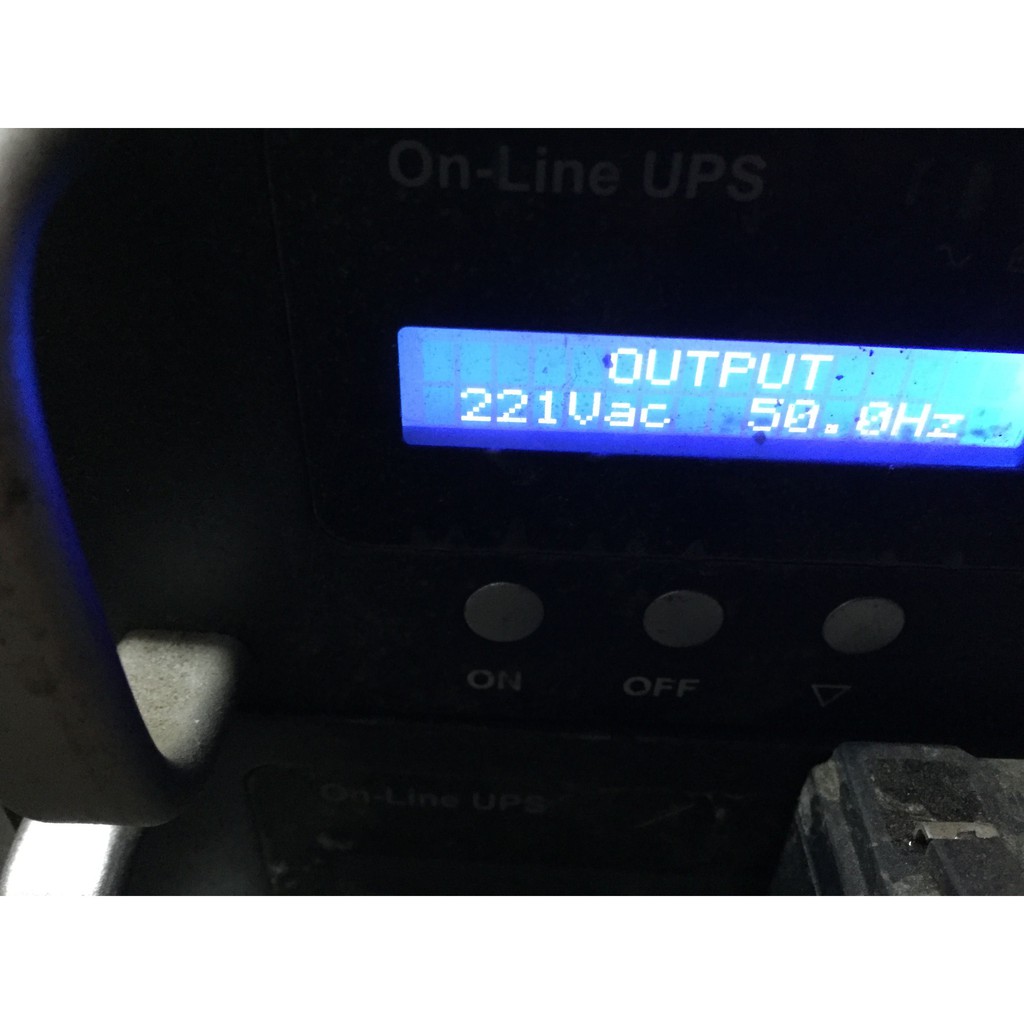 On-Line UPS
OUTPUT
221Vac 50.0Hz
ON OFF
On-Line UPS